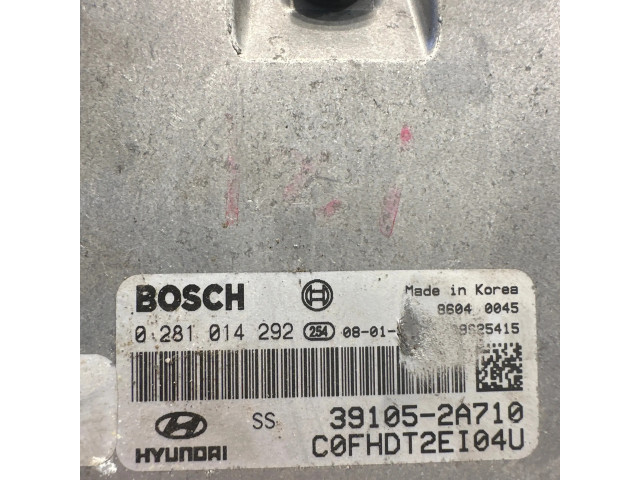 BOSCH
Made in Korea
8604 0045
0 281 014 292 254 08-01-
SS
39105-2A710
HYUNDAI
C0FHDT2EI04U